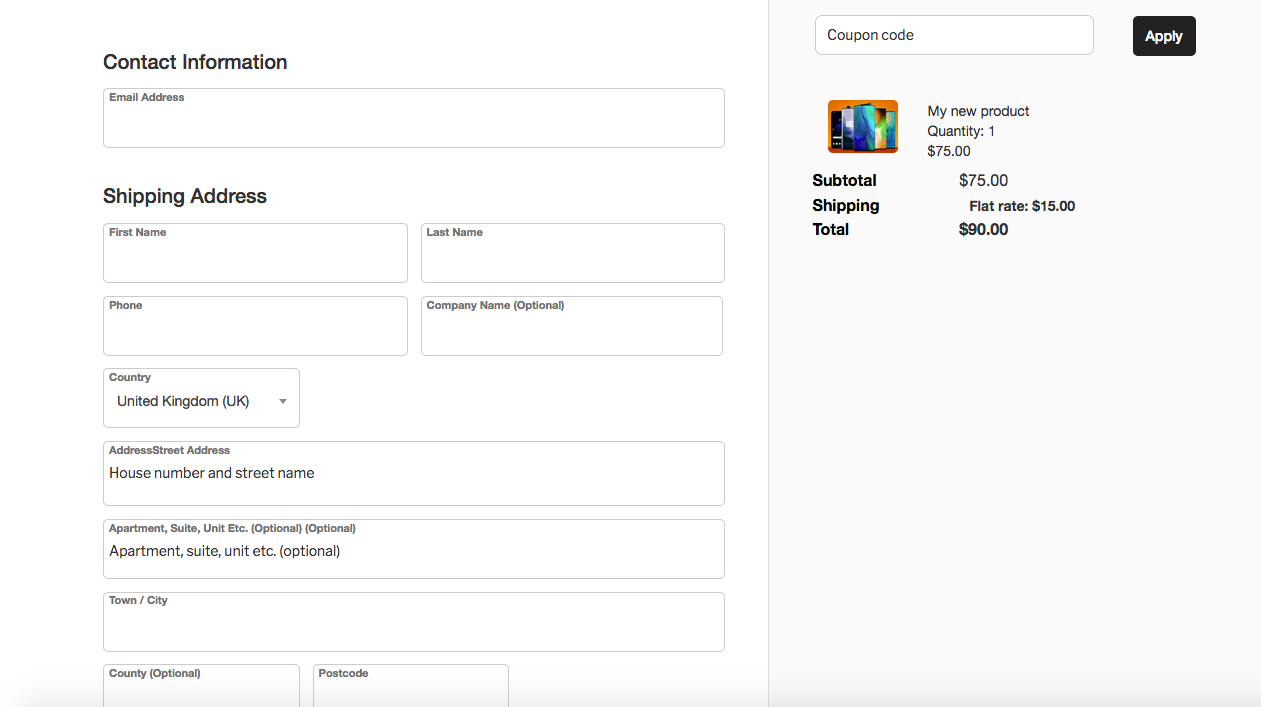 Contact Information
Email Address
Shipping Address
First Name
Last Name
Phone
Company Name (Optional)
Country
United Kingdom (UK)
AddressStreet Address
House number and street name
Apartment, Suite, Unit Etc. (Optional) (Optional)
Apartment, suite, unit etc. (optional)
Town / City
County (Optional)
Postcode
Coupon code
Apply
My new product
Quantity: 1
$75.00
Subtotal $75.00
Shipping Flat rate: $15.00
Total $90.00